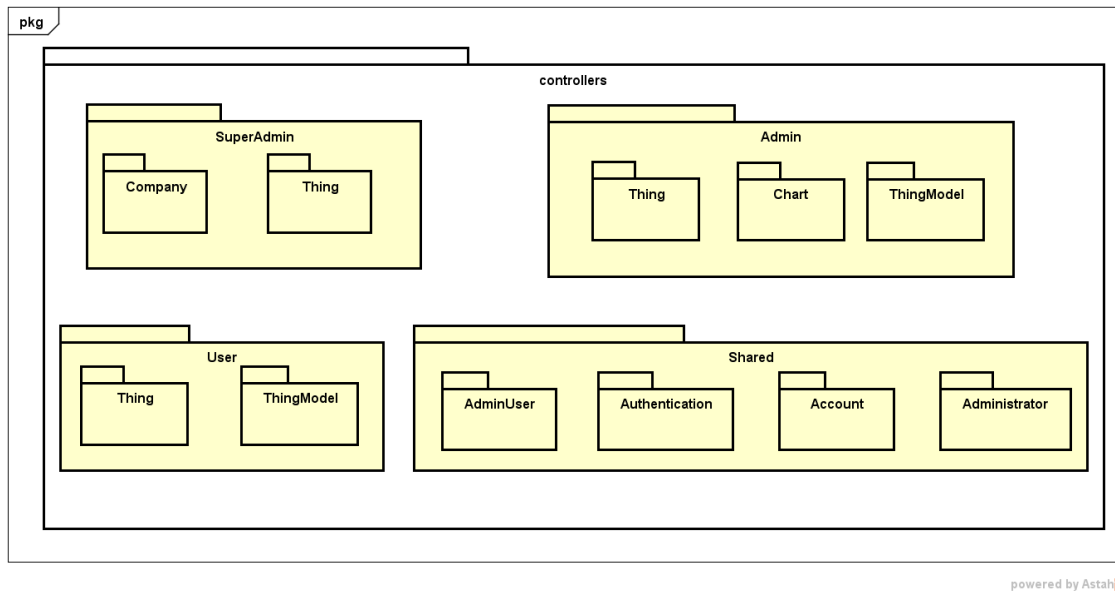 pkg
controllers
SuperAdmin
Company
Thing
Admin
Thing
Chart
ThingModel
User
Thing
ThingModel
Shared
AdminUser
Authentication
Account
Administrator
powered by Astah